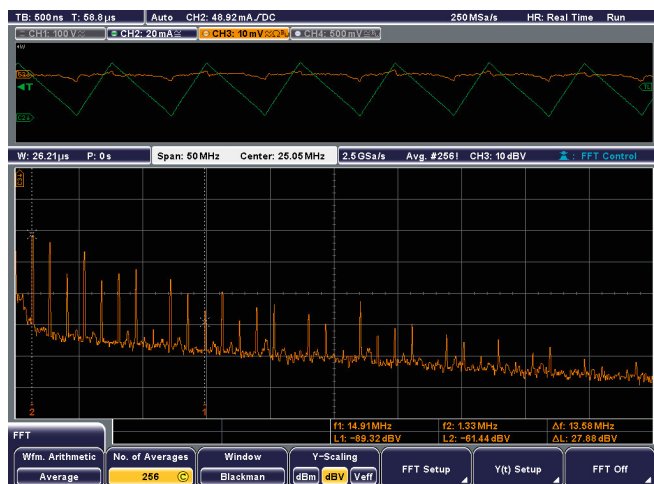 TB: 500 ns T: 58.8 µs Auto CH2: 48.92 mA DC 250 MSa/s HR: Real Time Run
CH1: 100 V CH2: 20 mA CH3: 10 mV CH4: 500 mV
T
C2
W: 26.21 µs P: 0 s Span: 50 MHz Center: 25.05 MHz 2.5 GSa/s Avg. #256! CH3: 10 dBV : FFT Control
2 1
f1: 14.91 MHz f2: 1.33 MHz Δf: 13.58 MHz
L1: -89.32 dBV L2: -61.44 dBV ΔL: 27.88 dBV
FFT
Wfm. Arithmetic No. of Averages Window Y-Scaling
FFT Setup Y(t) Setup FFT Off
Average 256 C Blackman dBm dBV Veff